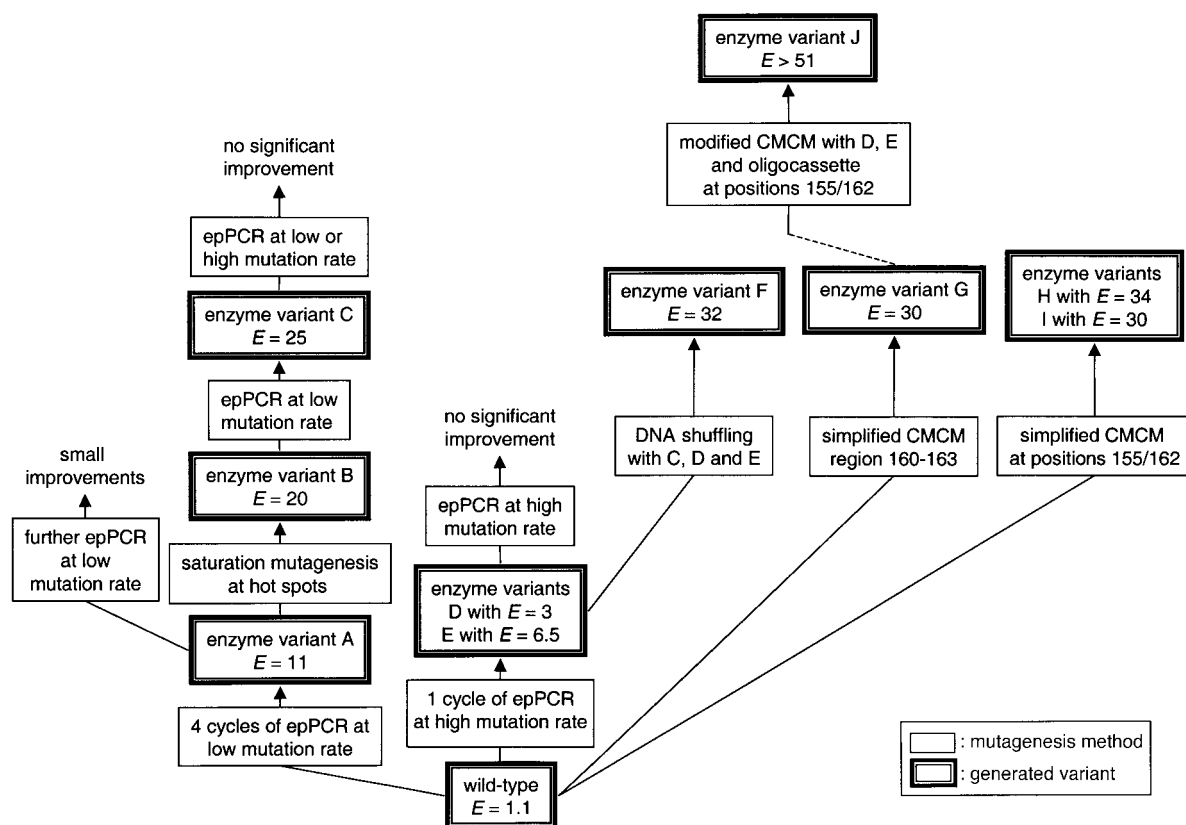 enzyme variant J
E > 51
modified CMCM with D, E
and oligocassette
at positions 155/162
no significant
improvement
epPCR at low or
high mutation rate
enzyme variant C
E = 25
epPCR at low
mutation rate
small
improvements
enzyme variant B
E = 20
further epPCR
at low
mutation rate
saturation mutagenesis
at hot spots
enzyme variant A
E = 11
4 cycles of epPCR at
low mutation rate
no significant
improvement
epPCR at high
mutation rate
enzyme variants
D with E = 3
E with E = 6.5
1 cycle of epPCR
at high mutation rate
wild-type
E = 1.1
enzyme variant F
E = 32
DNA shuffling
with C, D and E
enzyme variant G
E = 30
simplified CMCM
region 160-163
enzyme variants
H with E = 34
I with E = 30
simplified CMCM
at positions 155/162
: mutagenesis method
: generated variant